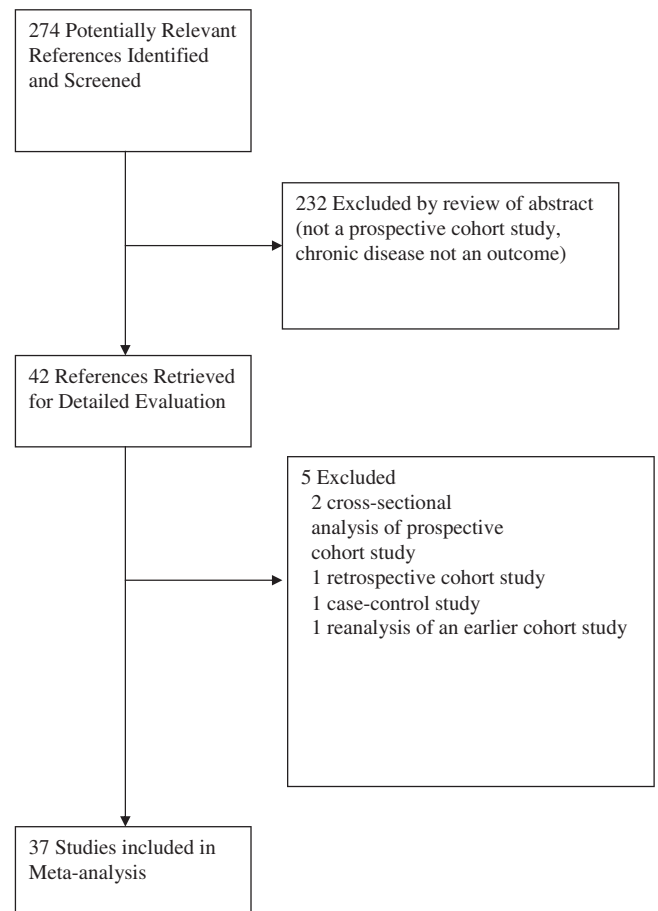 274 Potentially Relevant
References Identified
and Screened
232 Excluded by review of abstract
(not a prospective cohort study,
chronic disease not an outcome)
42 References Retrieved
for Detailed Evaluation
5 Excluded
2 cross-sectional
analysis of prospective
cohort study
1 retrospective cohort study
1 case-control study
1 reanalysis of an earlier cohort study
37 Studies included in
Meta-analysis